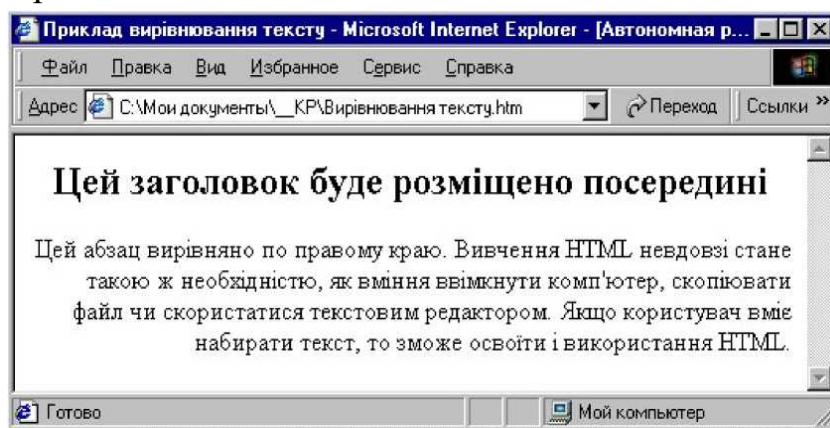 Приклад вирівнювання тексту - Microsoft Internet Explorer - [Автономная р...
Файл Правка Вид Избранное Сервис Справка
Адрес C:\Мои документы\__КР\Вирівнювання тексту.htm Переход Ссылки »
Цей заголовок буде розміщено посередині
Цей абзац вирівняно по правому краю. Вивчення HTML невдовзі стане
такою ж необхідністю, як вміння ввімкнути комп'ютер, скопіювати
файл чи скористатися текстовим редактором. Якщо користувач вміє
набирати текст, то зможе освоїти і використання HTML.
Готово Мой компьютер